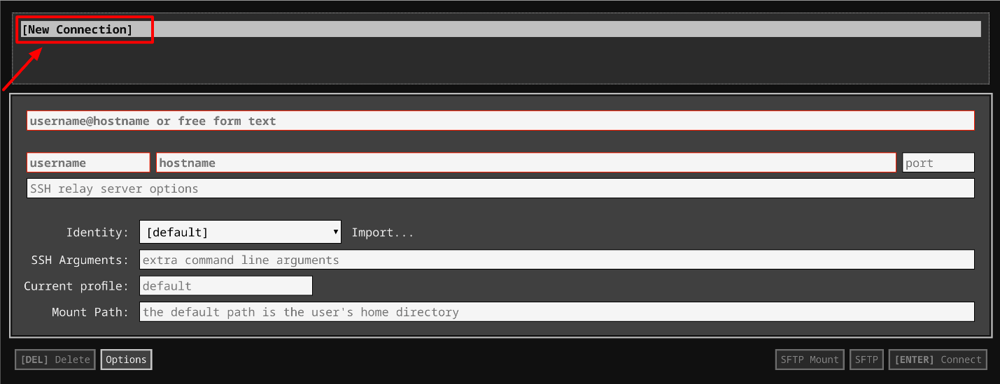 [New Connection]
username@hostname or free form text
username hostname port
SSH relay server options
Identity: [default] Import...
SSH Arguments: extra command line arguments
Current profile: default
Mount Path: the default path is the user's home directory
[DEL] Delete Options SFTP Mount SFTP [ENTER] Connect